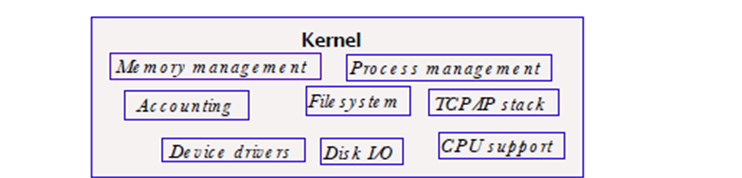 Kernel
Memory management
Process management
Accounting
File system
TCP/IP stack
Device drivers
Disk I/O
CPU support